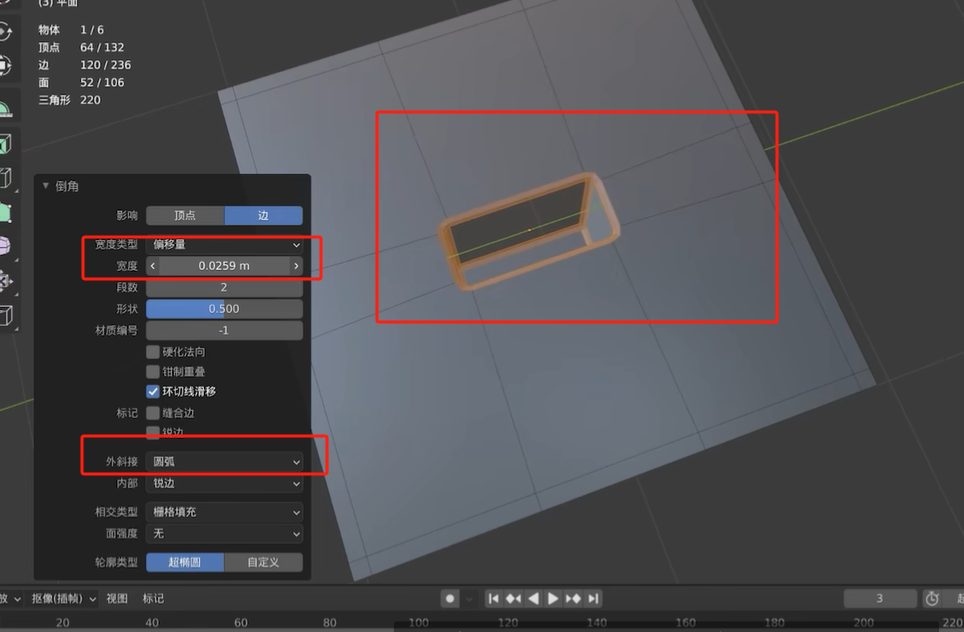 (3) 平面
物体 1 / 6
顶点 64 / 132
边 120 / 236
面 52 / 106
三角形 220
倒角
影响 顶点 边
宽度类型 偏移量
宽度 0.0259 m
段数 2
形状 0.500
材质编号 -1
硬化法向
钳制重叠
环切线滑移
标记 缝合边
锐边
外斜接 圆弧
内部 锐边
相交类型 栅格填充
面强度 无
轮廓类型 超椭圆 自定义
放 抠像(插帧) 视图 标记 3 起
20 40 60 80 100 120 140 160 180 200 220